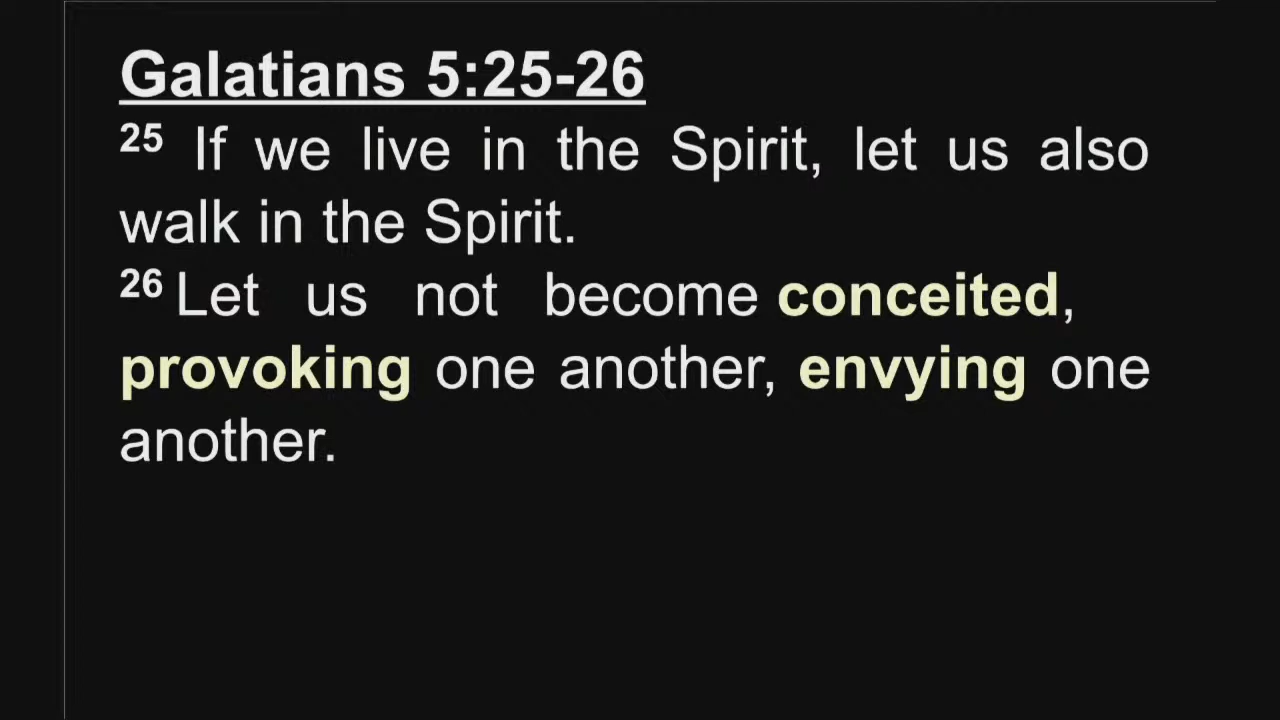 Galatians 5:25-26
25 If we live in the Spirit, let us also
walk in the Spirit.
26 Let us not become conceited,
provoking one another, envying one
another.